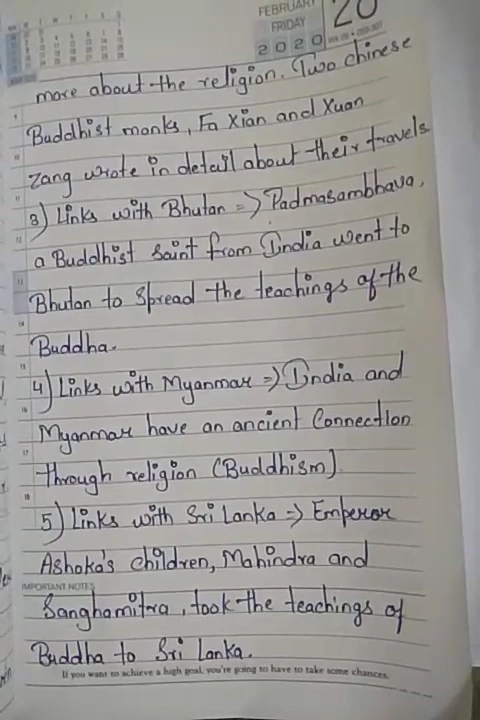 FEBRUARY
FRIDAY
20
2020
more about the religion. Two chinese
Buddhist monks, Fa Xian and Xuan
Zang wrote in detail about their travels
3) Links with Bhutan => Padmasambhava,
a Buddhist Saint from India went to
Bhutan to Spread the teachings of the
Buddha.
4) Links with Myanmar => India and
Myanmar have an ancient Connection
through religion (Buddhism)
5) Links with Sri Lanka => Emperor
Ashoka's children, Mahindra and
IMPORTANT NOTES
Sanghamitra, took the teachings of
Buddha to Sri Lanka.
If you want to achieve a high goal, you're going to have to take some chances.